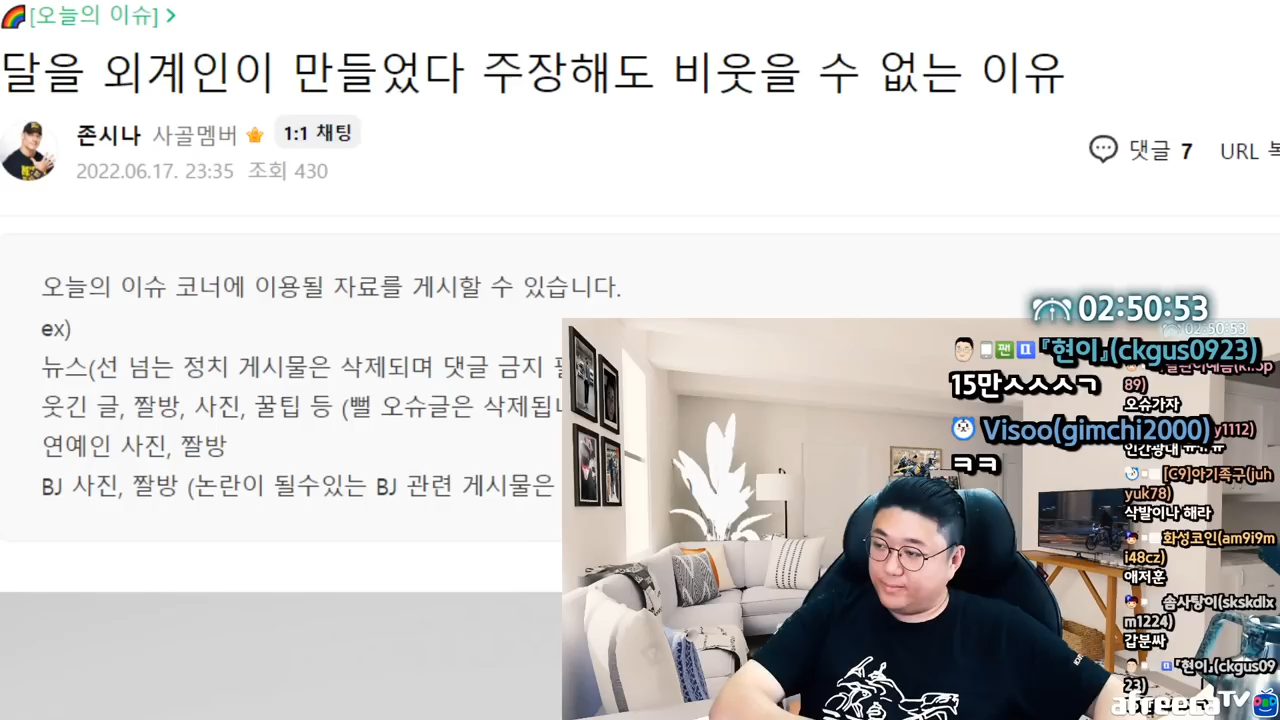 [오늘의 이슈] >
달을 외계인이 만들었다 주장해도 비웃을 수 없는 이유
존시나 사골멤버 1:1 채팅
2022.06.17. 23:35 조회 430
댓글 7 URL
오늘의 이슈 코너에 이용될 자료를 게시할 수 있습니다.
ex)
뉴스(선 넘는 정치 게시물은 삭제되며 댓글 금지
웃긴 글, 짤방, 사진, 꿀팁 등 (뻘 오슈글은 삭제됩니
연예인 사진, 짤방
BJ 사진, 짤방 (논란이 될수있는 BJ 관련 게시물은
02:50:53
02:50:53
팬 『현이』(ckgus0923)
15만ㅅㅅㅅㄱ
Visoo(gimchi2000)
ㅋㅋ
89)
오슈가자
y1112)
[C9]아기족구(juh
yuk78)
삭발이나 해라
화성코인(am9i9m
i48cz)
애저훈
솜사탕이(skskdlx
m1224)
갑분싸
『현이』(ckgus09
23)
afreecaTV